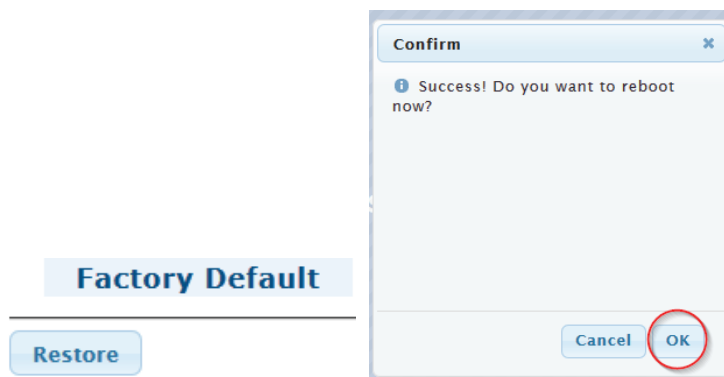 Factory Default
Restore
Confirm
Success! Do you want to reboot
now?
Cancel OK